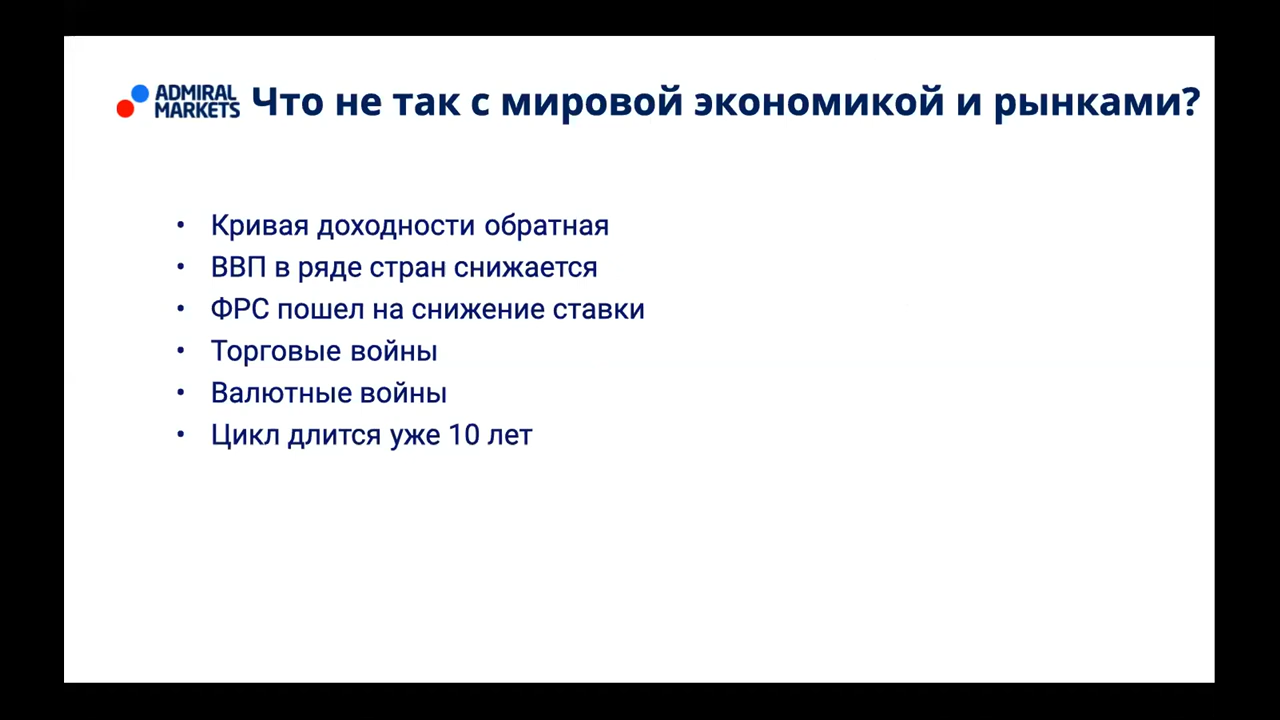 ADMIRAL
MARKETS
Что не так с мировой экономикой и рынками?
• Кривая доходности обратная
• ВВП в ряде стран снижается
• ФРС пошел на снижение ставки
• Торговые войны
• Валютные войны
• Цикл длится уже 10 лет